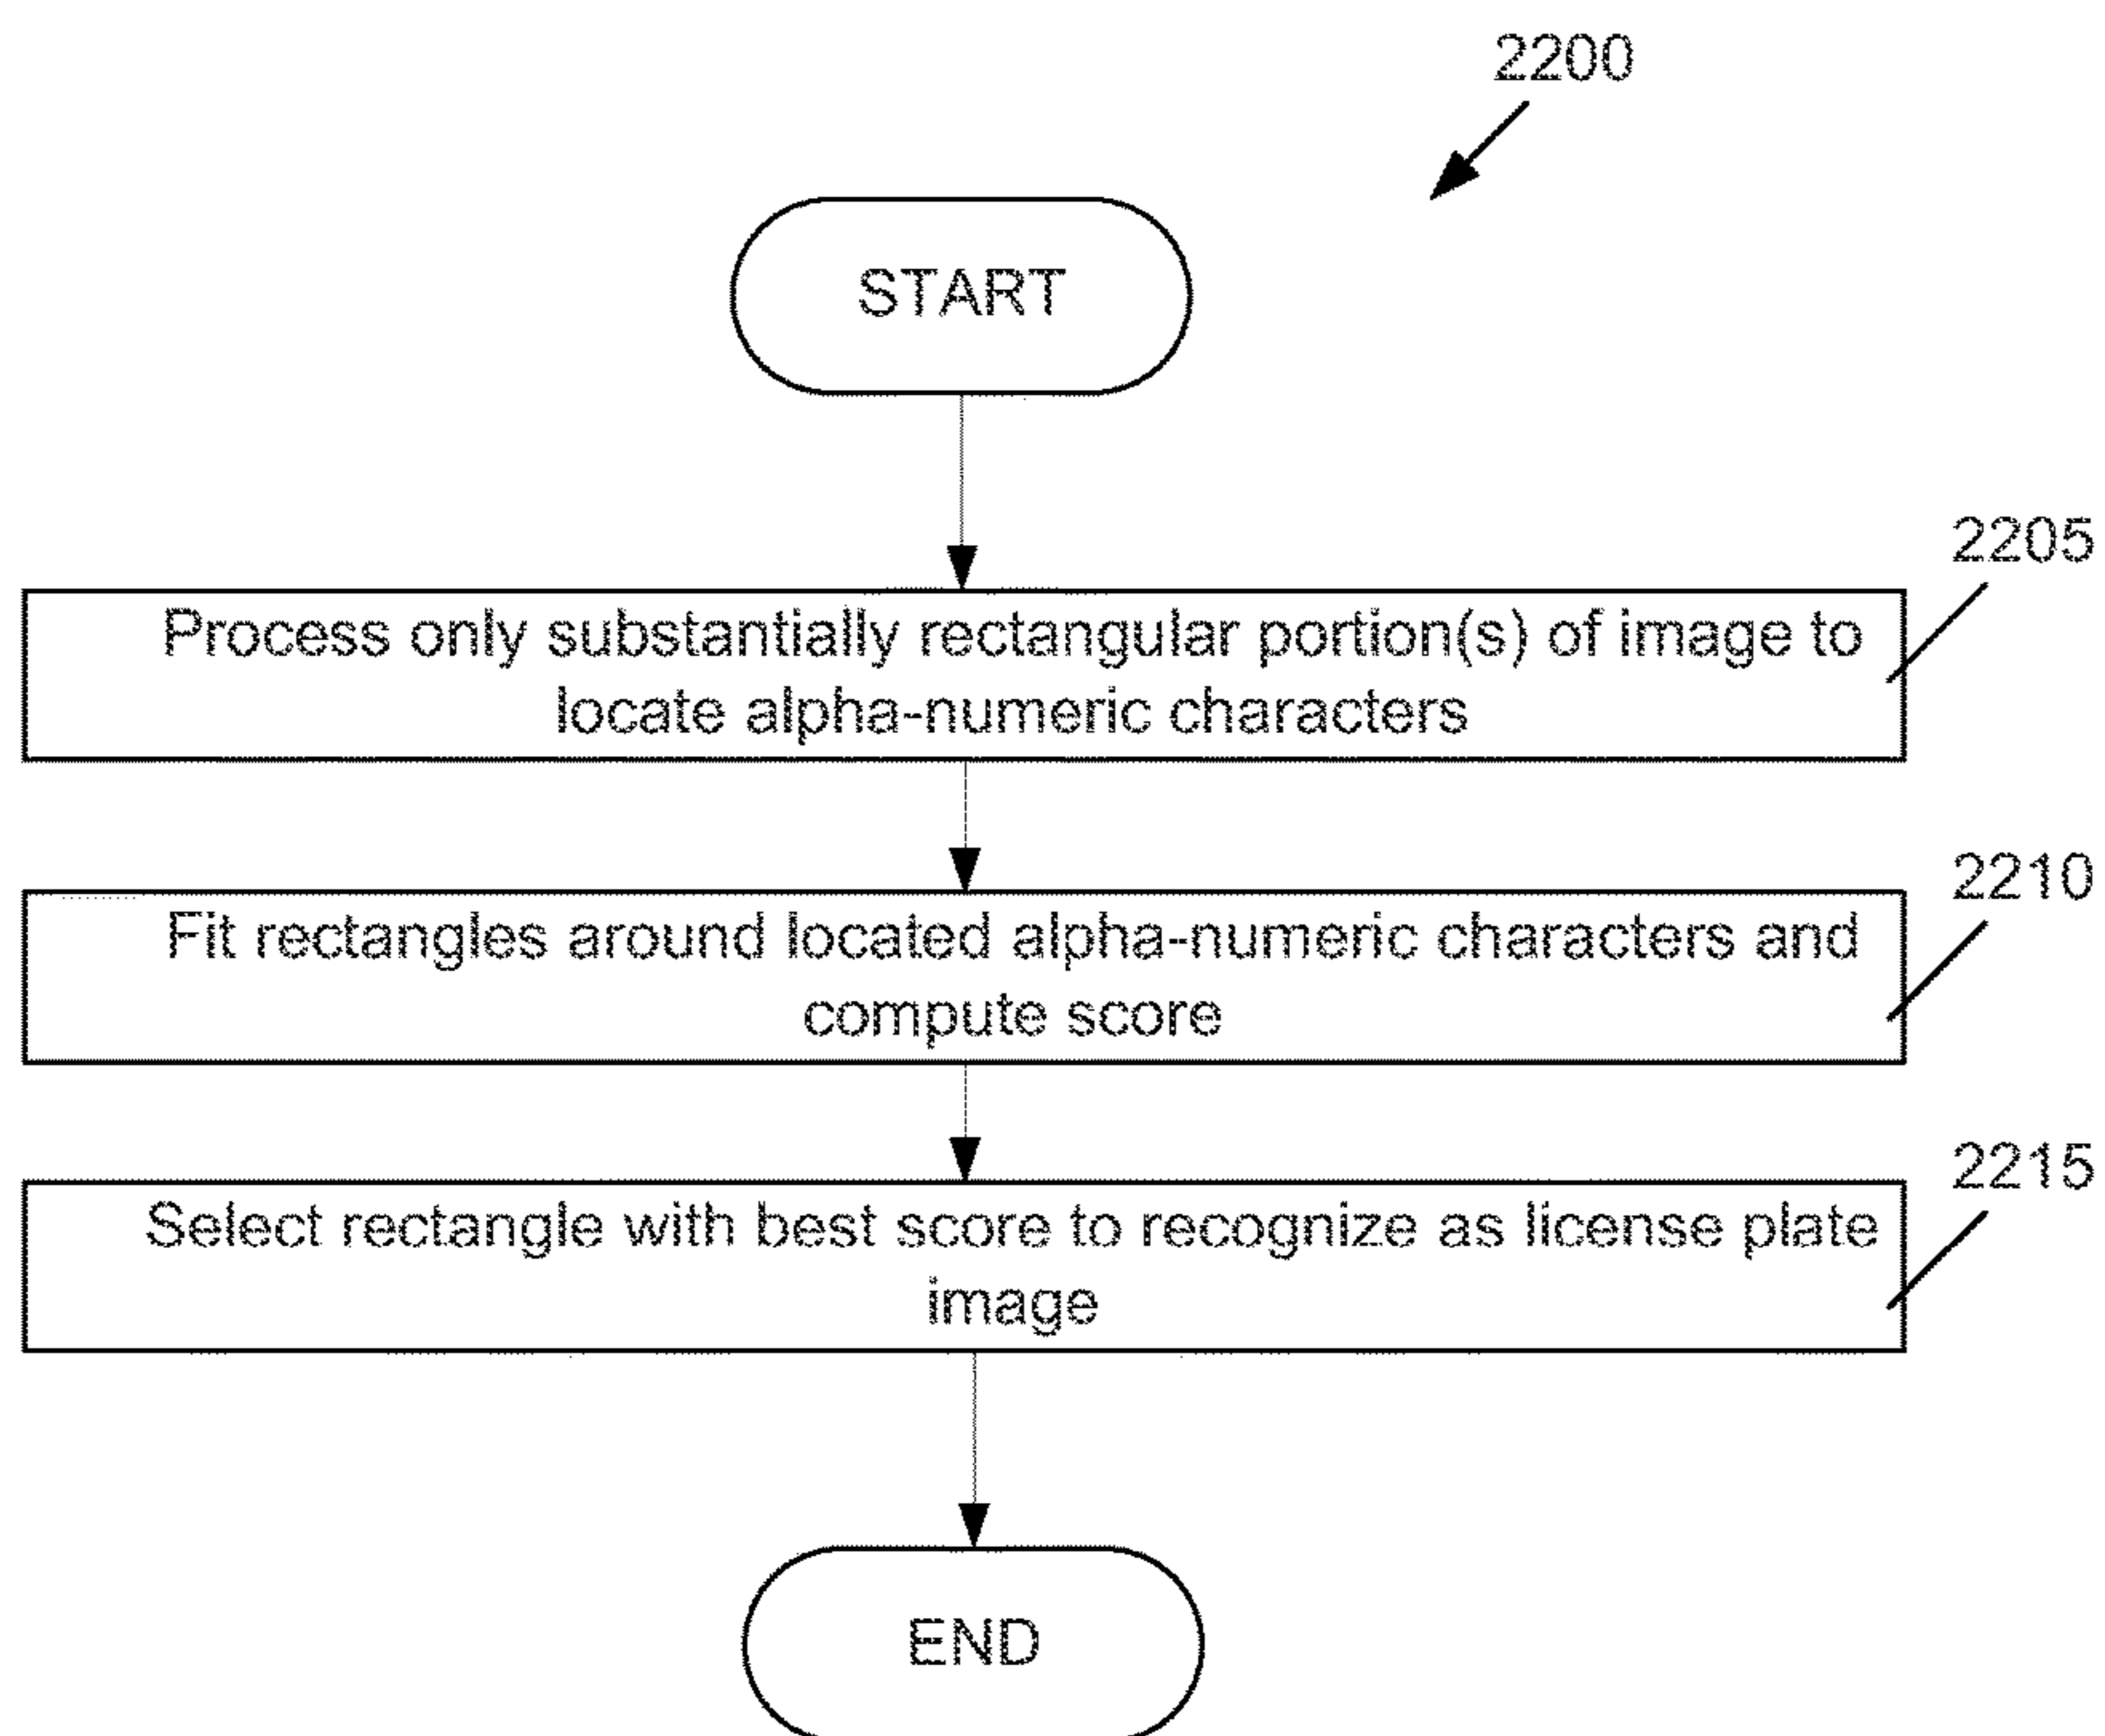 2200
START
2205
Process only substantially rectangular portion(s) of image to
locate alpha-numeric characters
2210
Fit rectangles around located alpha-numeric characters and
compute score
2215
Select rectangle with best score to recognize as license plate
image
END